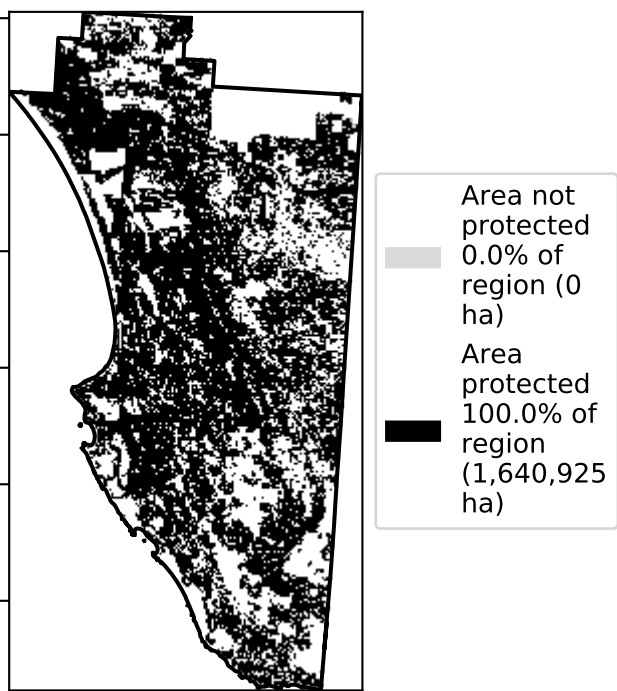 Area not
protected
0.0% of
region (0
ha)
Area
protected
100.0% of
region
(1,640,925
ha)